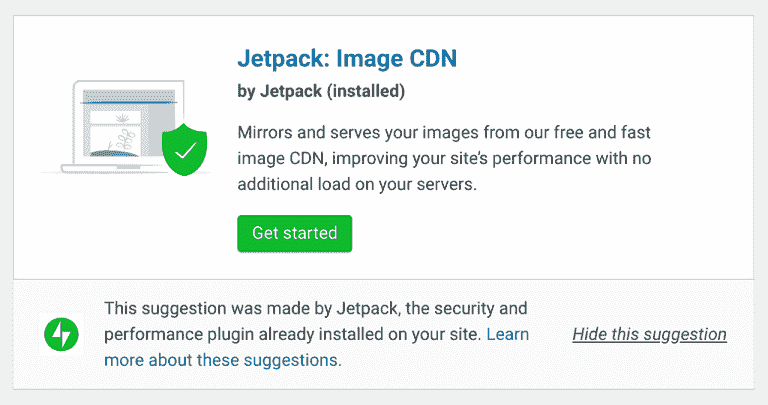 Jetpack: Image CDN
by Jetpack (installed)
Mirrors and serves your images from our free and fast
image CDN, improving your site's performance with no
additional load on your servers.
Get started
This suggestion was made by Jetpack, the security and
performance plugin already installed on your site. Learn
more about these suggestions.
Hide this suggestion